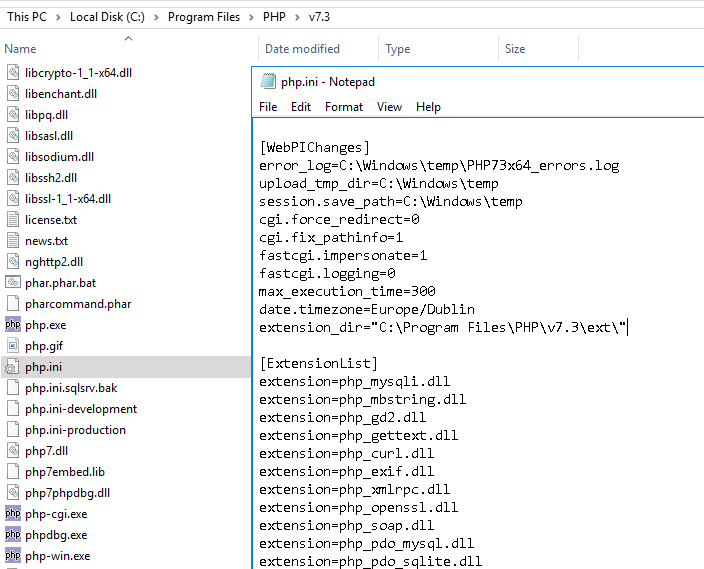 This PC > Local Disk (C:) > Program Files > PHP > v7.3
Name Date modified Type Size
libcrypto-1_1-x64.dll
libenchant.dll
libpq.dll
libsasl.dll
libsodium.dll
libssh2.dll
libssl-1_1-x64.dll
license.txt
news.txt
nghttp2.dll
phar.phar.bat
pharcommand.phar
php php.exe
php.gif
php.ini
php.ini.sqlsrv.bak
php.ini-development
php.ini-production
php7.dll
php7embed.lib
php7phpdbg.dll
php php-cgi.exe
php phpdbg.exe
php php-win.exe
php.ini - Notepad
File Edit Format View Help
[WebPIChanges]
error_log=C:\Windows\temp\PHP73x64_errors.log
upload_tmp_dir=C:\Windows\temp
session.save_path=C:\Windows\temp
cgi.force_redirect=0
cgi.fix_pathinfo=1
fastcgi.impersonate=1
fastcgi.logging=0
max_execution_time=300
date.timezone=Europe/Dublin
extension_dir="C:\Program Files\PHP\v7.3\ext\"
[ExtensionList]
extension=php_mysqli.dll
extension=php_mbstring.dll
extension=php_gd2.dll
extension=php_gettext.dll
extension=php_curl.dll
extension=php_exif.dll
extension=php_xmlrpc.dll
extension=php_openssl.dll
extension=php_soap.dll
extension=php_pdo_mysql.dll
extension=php_pdo_sqlite.dll